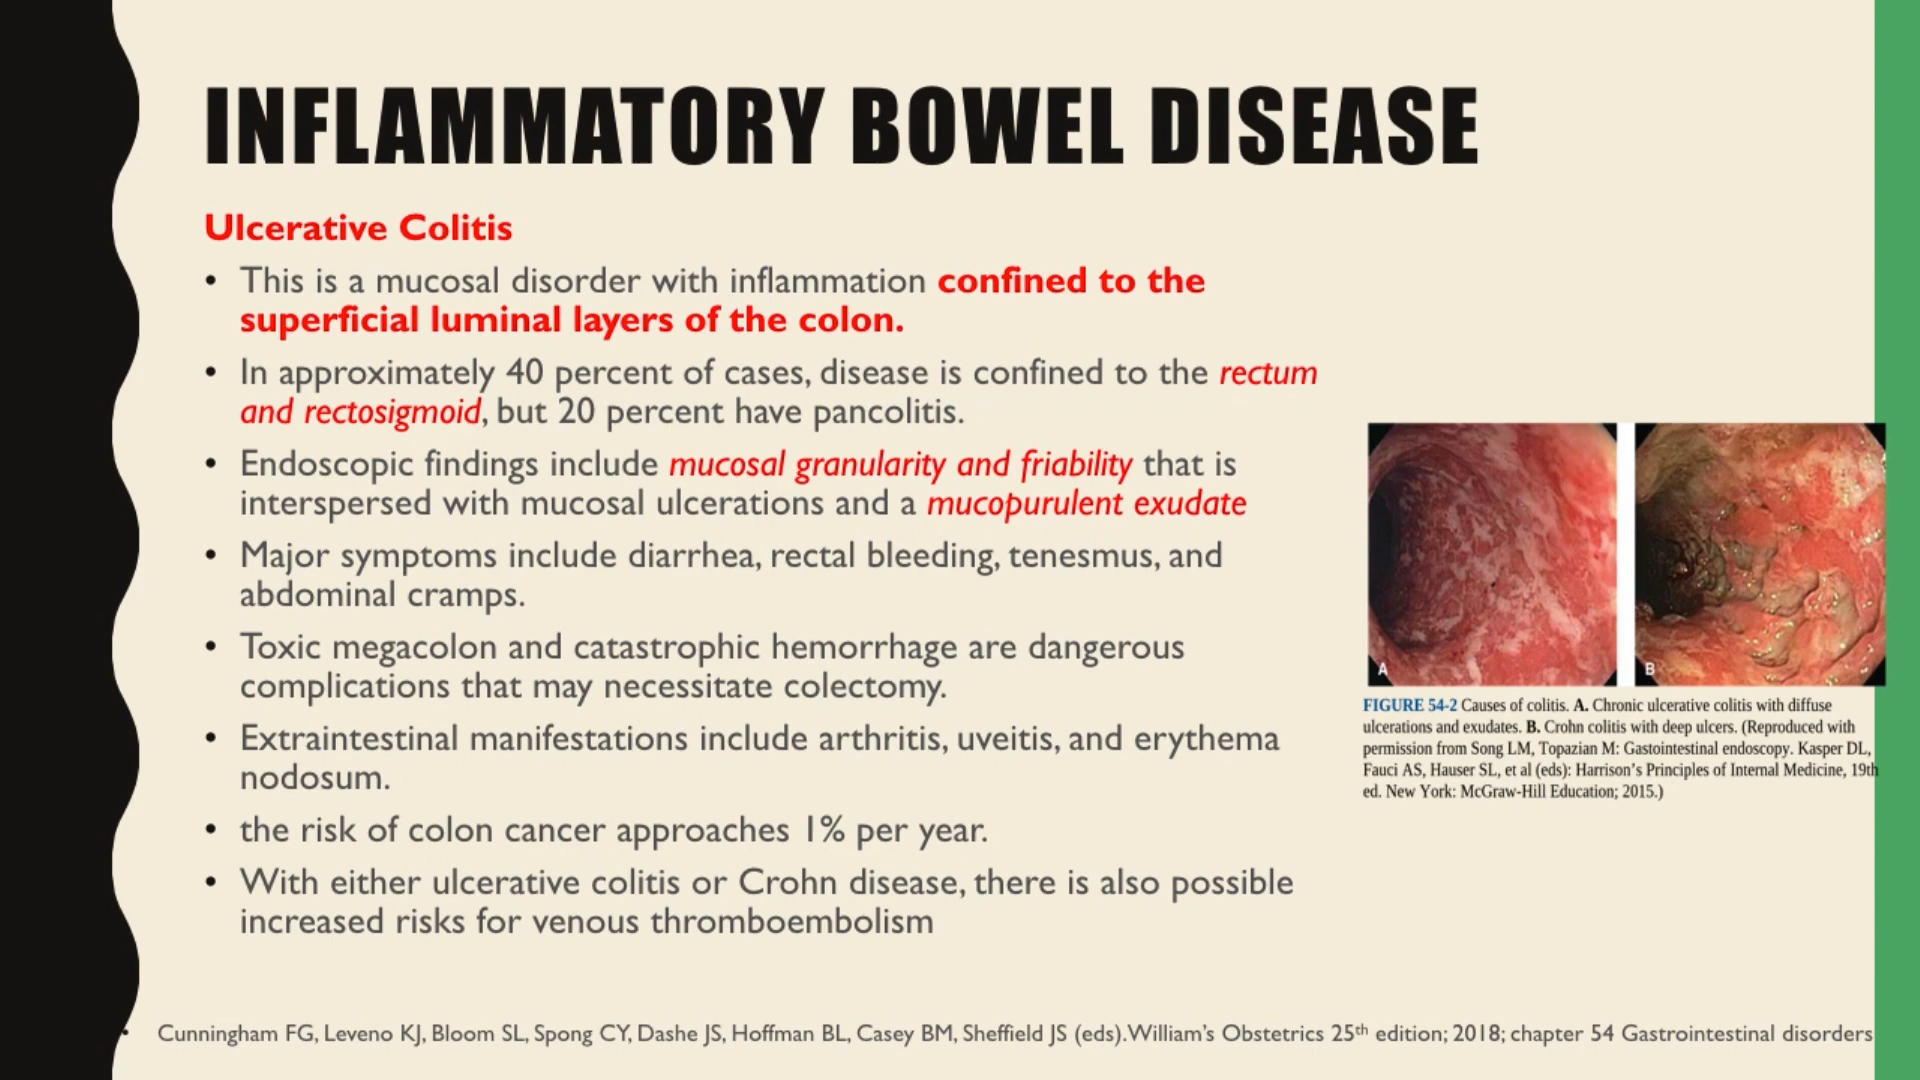 INFLAMMATORY BOWEL DISEASE
Ulcerative Colitis
• This is a mucosal disorder with inflammation confined to the
superficial luminal layers of the colon.
• In approximately 40 percent of cases, disease is confined to the rectum
and rectosigmoid, but 20 percent have pancolitis.
• Endoscopic findings include mucosal granularity and friability that is
interspersed with mucosal ulcerations and a mucopurulent exudate
• Major symptoms include diarrhea, rectal bleeding, tenesmus, and
abdominal cramps.
• Toxic megacolon and catastrophic hemorrhage are dangerous
complications that may necessitate colectomy.
• Extraintestinal manifestations include arthritis, uveitis, and erythema
nodosum.
• the risk of colon cancer approaches 1% per year.
• With either ulcerative colitis or Crohn disease, there is also possible
increased risks for venous thromboembolism
A B
FIGURE 54-2 Causes of colitis. A. Chronic ulcerative colitis with diffuse
ulcerations and exudates. B. Crohn colitis with deep ulcers. (Reproduced with
permission from Song LM, Topazian M: Gastointestinal endoscopy. Kasper DL,
Fauci AS, Hauser SL, et al (eds): Harrison's Principles of Internal Medicine, 19th
ed. New York: McGraw-Hill Education; 2015.)
• Cunningham FG, Leveno KJ, Bloom SL, Spong CY, Dashe JS, Hoffman BL, Casey BM, Sheffield JS (eds).William's Obstetrics 25th edition; 2018; chapter 54 Gastrointestinal disorders